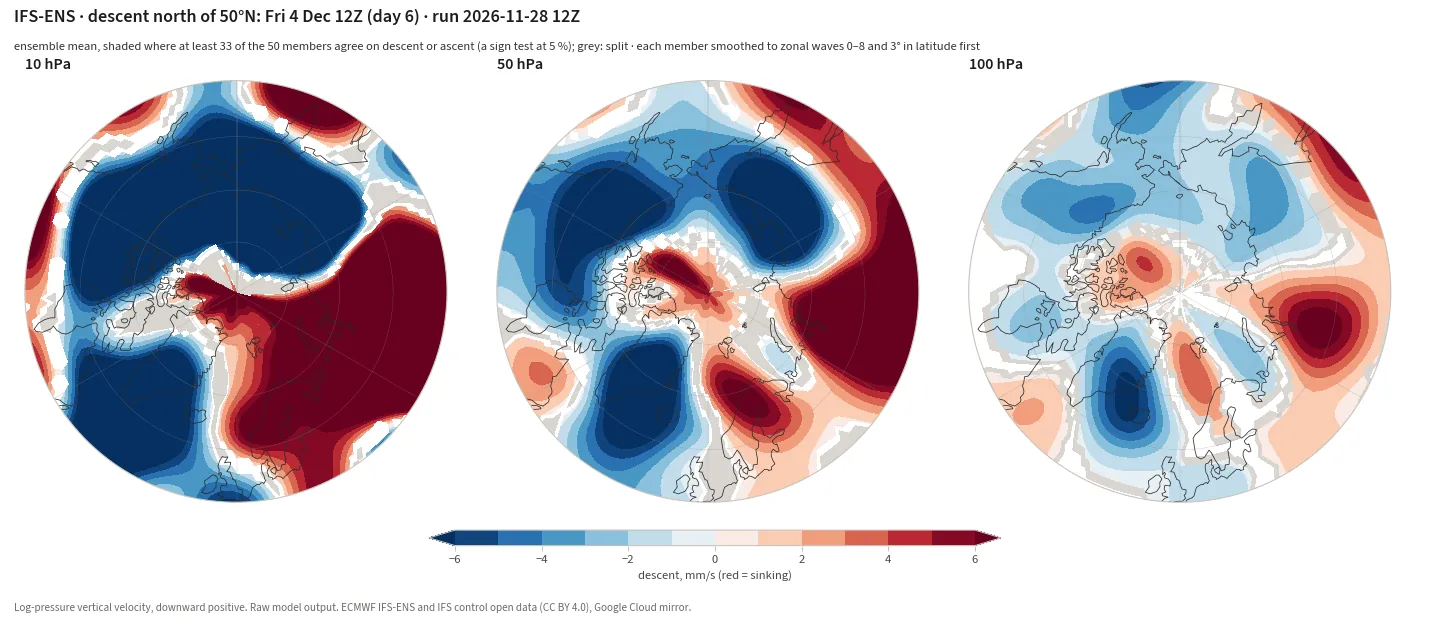 IFS-ENS · descent north of 50°N: Fri 4 Dec 12Z (day 6) · run 2026-11-28 12Z
ensemble mean, shaded where at least 33 of the 50 members agree on descent or ascent (a sign test at 5 %); grey: split · each member smoothed to zonal waves 0–8 and 3° in latitude first
10 hPa
50 hPa
100 hPa
−6 −4 −2 0 2 4 6
descent, mm/s (red = sinking)
Log-pressure vertical velocity, downward positive. Raw model output. ECMWF IFS-ENS and IFS control open data (CC BY 4.0), Google Cloud mirror.